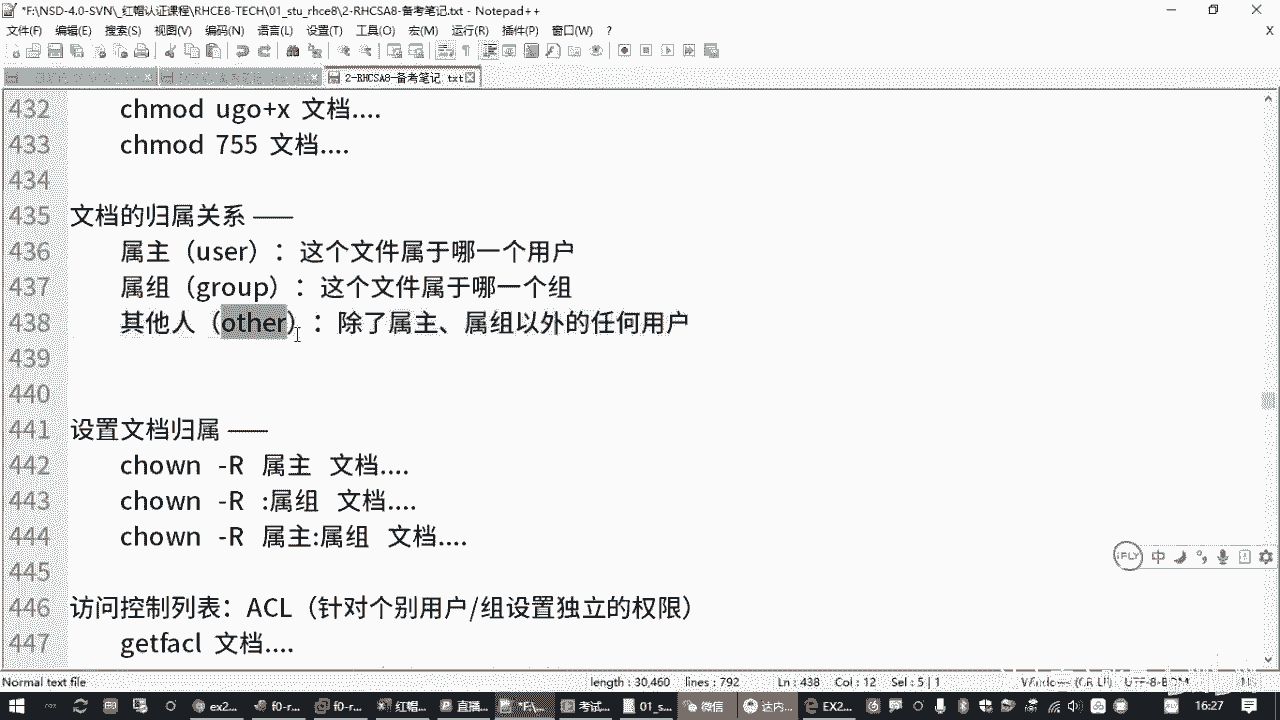 *F:\NSD-4.0-SVN\_红帽认证课程\RHCE8-TECH\01_stu_rhce8\2-RHCSA8-备考笔记.txt - Notepad++
文件(F) 编辑(E) 搜索(S) 视图(V) 编码(N) 语言(L) 设置(T) 工具(O) 宏(M) 运行(R) 插件(P) 窗口(W) ? X
2-RHCSA8-备考笔记.txt
432 chmod ugo+x 文档....
433 chmod 755 文档....
434
435 文档的归属关系 ——
436 属主（user）：这个文件属于哪一个用户
437 属组（group）：这个文件属于哪一个组
438 其他人（other）：除了属主、属组以外的任何用户
439
440
441 设置文档归属 ——
442 chown -R 属主 文档....
443 chown -R :属组 文档....
444 chown -R 属主:属组 文档....
445
446 访问控制列表：ACL（针对个别用户/组设置独立的权限）
447 getfacl 文档....
iFLY 中
Normal text file length : 30,460 lines : 792 Ln : 438 Col : 12 Sel : 5 | 1
ex2... f0-r... f0-r... 红帽... 直播... *F:\... 考试... 01_5... 微信 达内... EX2... 16:27